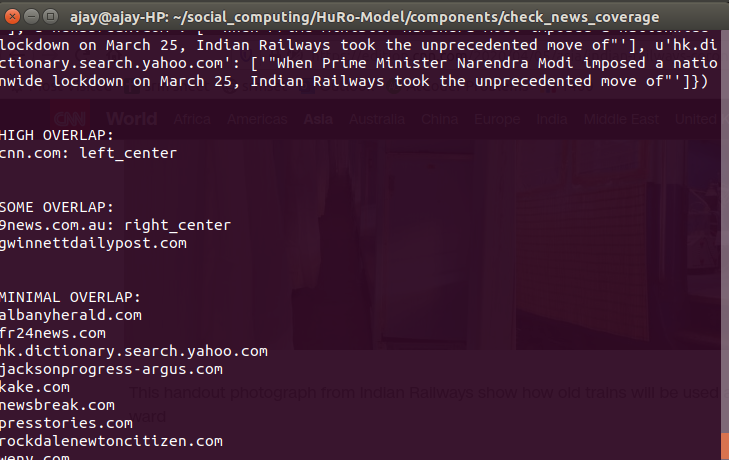 ajay@ajay-HP: ~/social_computing/HuRo-Model/components/check_news_coverage
lockdown on March 25, Indian Railways took the unprecedented move of"'], u'hk.di
ctionary.search.yahoo.com': ['"When Prime Minister Narendra Modi imposed a natio
nwide lockdown on March 25, Indian Railways took the unprecedented move of"']})
CNN World Africa Americas Asia Australia China Europe India Middle East United
HIGH OVERLAP:
cnn.com: left_center
SOME OVERLAP:
9news.com.au: right_center
gwinnettdailypost.com
MINIMAL OVERLAP:
albanyherald.com
fr24news.com
hk.dictionary.search.yahoo.com
jacksonprogress-argus.com
kake.com
This handout photograph from Indian Railways show how old trains will be used
newsbreak.com
ward
presstories.com
rockdalenewtoncitizen.com
weny.com